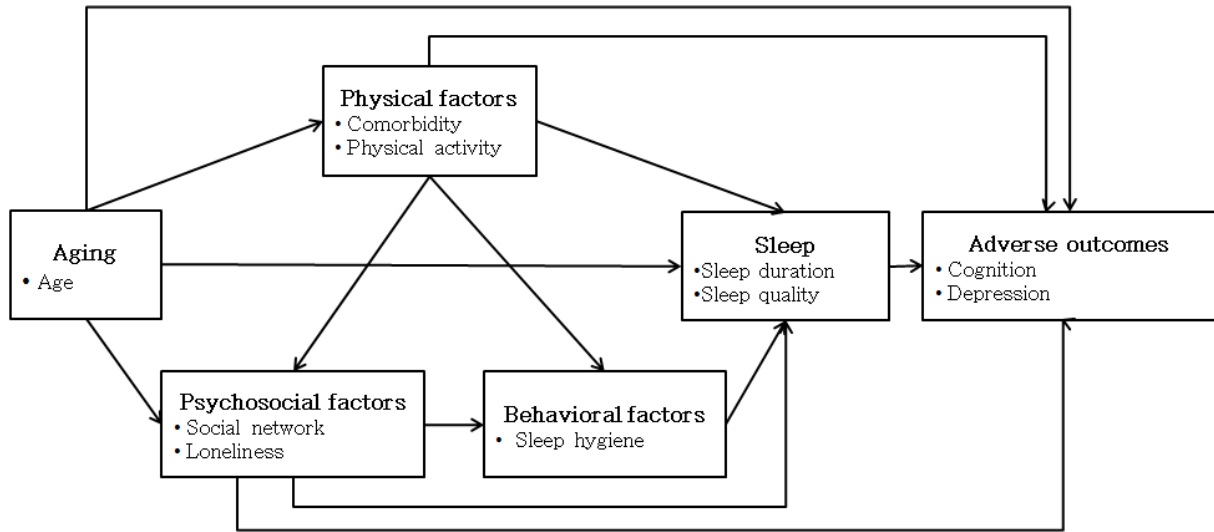 Physical factors
• Comorbidity
• Physical activity
Aging
• Age
Sleep
•Sleep duration
•Sleep quality
Adverse outcomes
• Cognition
• Depression
Psychosocial factors
• Social network
• Loneliness
Behavioral factors
• Sleep hygiene